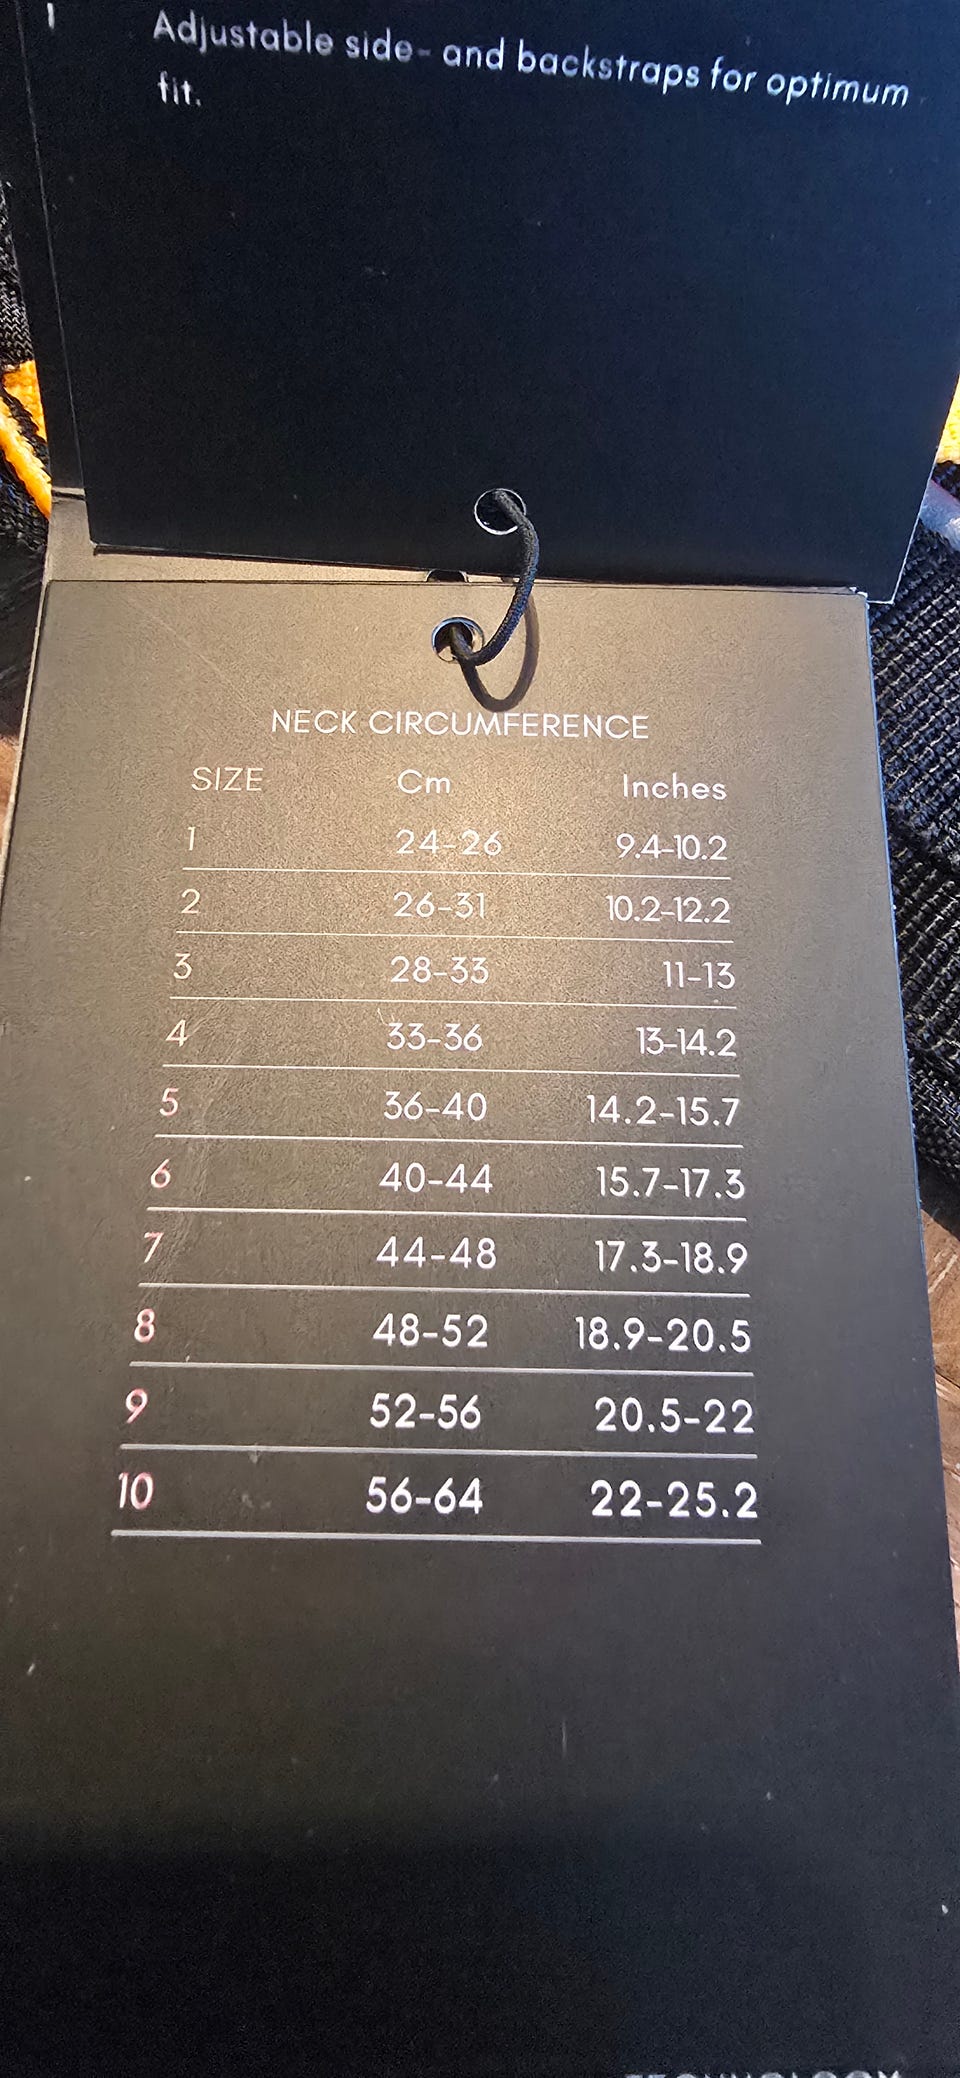 Adjustable side- and backstraps for optimum
fit.
NECK CIRCUMFERENCE
SIZE Cm Inches
1 24-26 9.4-10.2
2 26-31 10.2-12.2
3 28-33 11-13
4 33-36 13-14.2
5 36-40 14.2-15.7
6 40-44 15.7-17.3
7 44-48 17.3-18.9
8 48-52 18.9-20.5
9 52-56 20.5-22
10 56-64 22-25.2